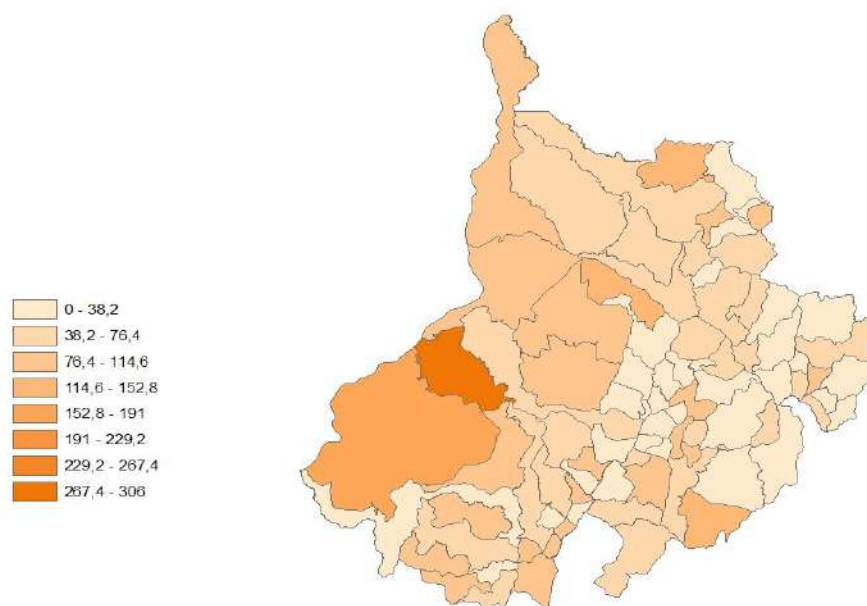 0 - 38,2
38,2 - 76,4
76,4 - 114,6
114,6 - 152,8
152,8 - 191
191 - 229,2
229,2 - 267,4
267,4 - 306